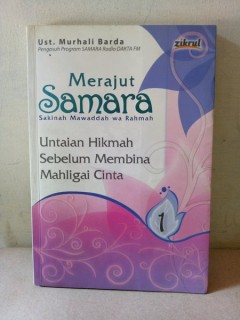 Ust. Murhali Barda
Pengasuh Program SAMARA Radio DAKTA FM
zikrul
Merajut
Samara
Sakinah Mawaddah wa Rahmah
Untaian Hikmah
Sebelum Membina
Mahligai Cinta
1